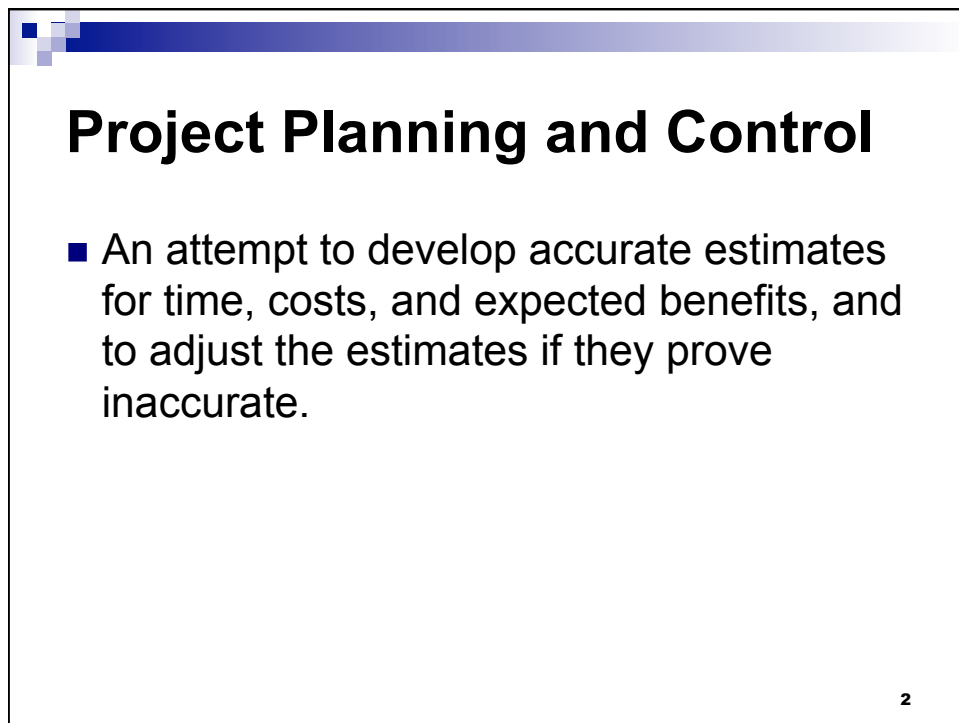 Project Planning and Control
An attempt to develop accurate estimates
for time, costs, and expected benefits, and
to adjust the estimates if they prove
inaccurate.
2